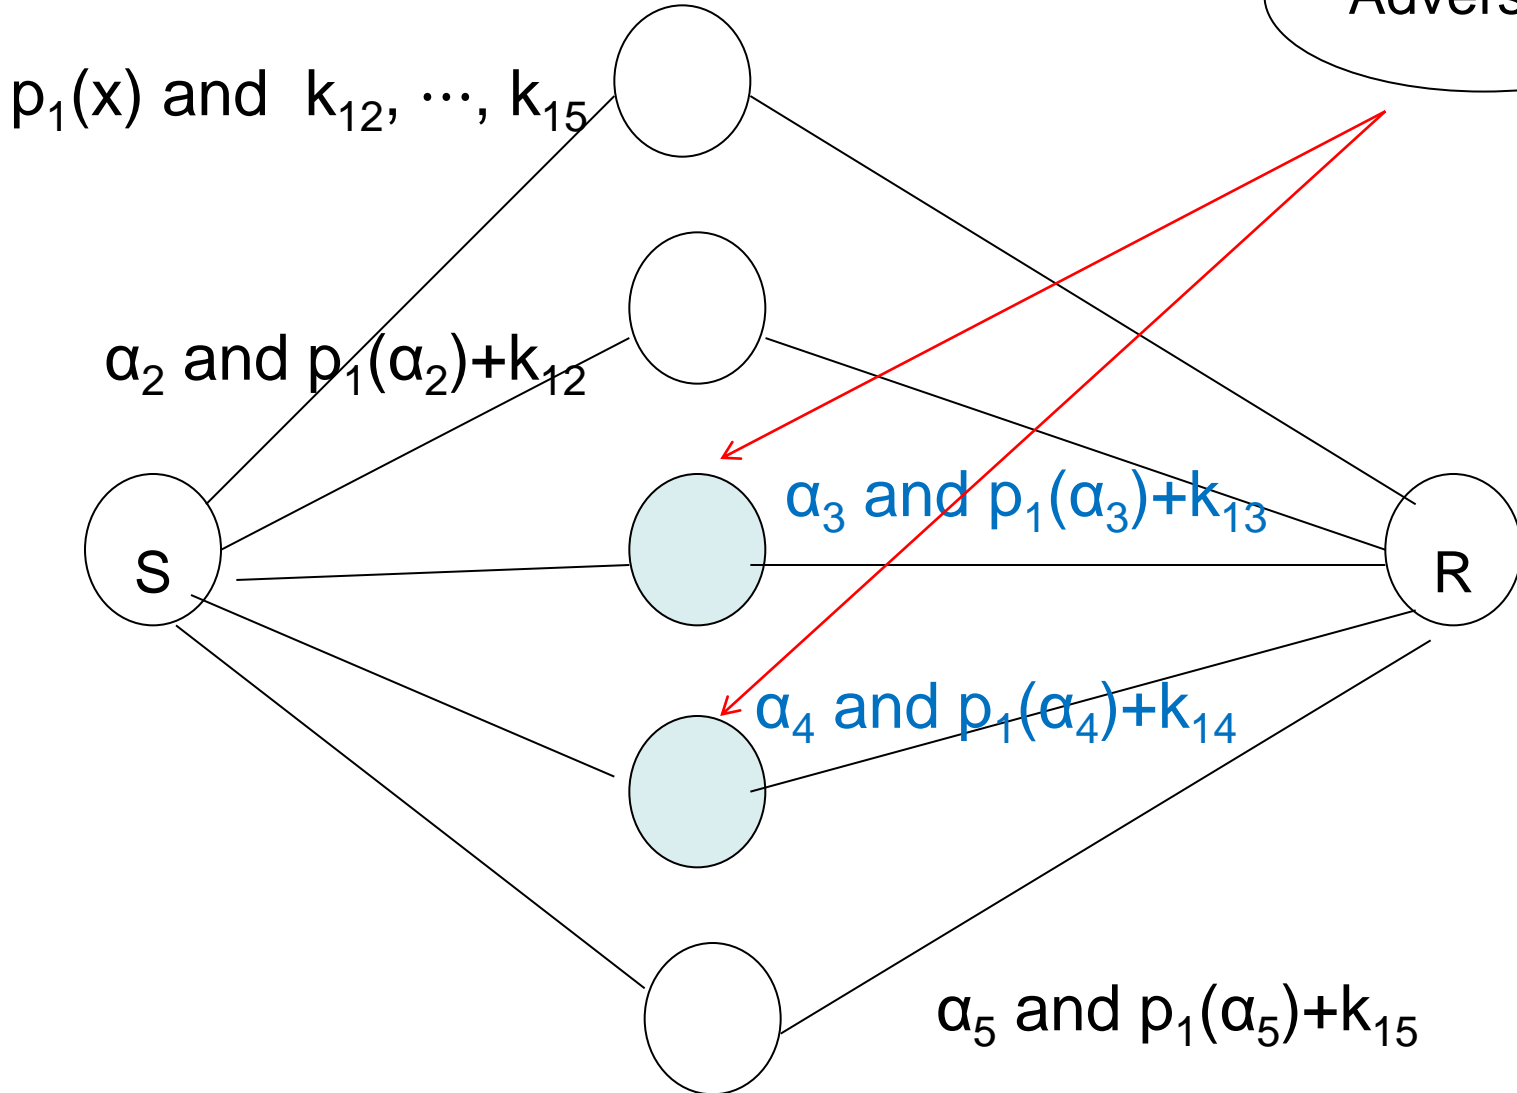 p₁(x) and k₁₂, ⋯, k₁₅
α₂ and p₁(α₂)+k₁₂
α₃ and p₁(α₃)+k₁₃
S
R
α₄ and p₁(α₄)+k₁₄
α₅ and p₁(α₅)+k₁₅